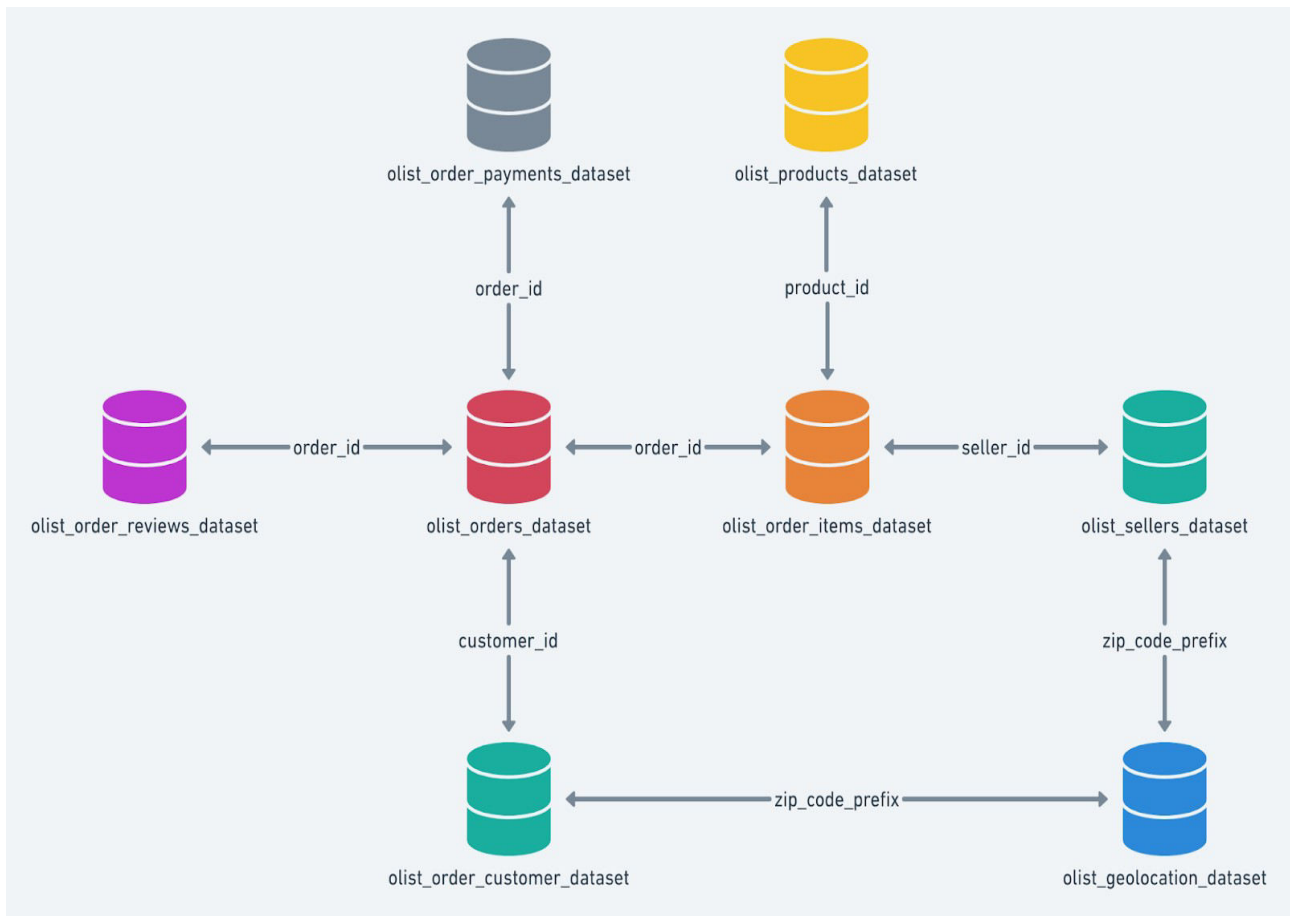 olist_order_payments_dataset
olist_products_dataset
order_id
product_id
order_id
order_id
seller_id
olist_order_reviews_dataset
olist_orders_dataset
olist_order_items_dataset
olist_sellers_dataset
customer_id
zip_code_prefix
zip_code_prefix
olist_order_customer_dataset
olist_geolocation_dataset